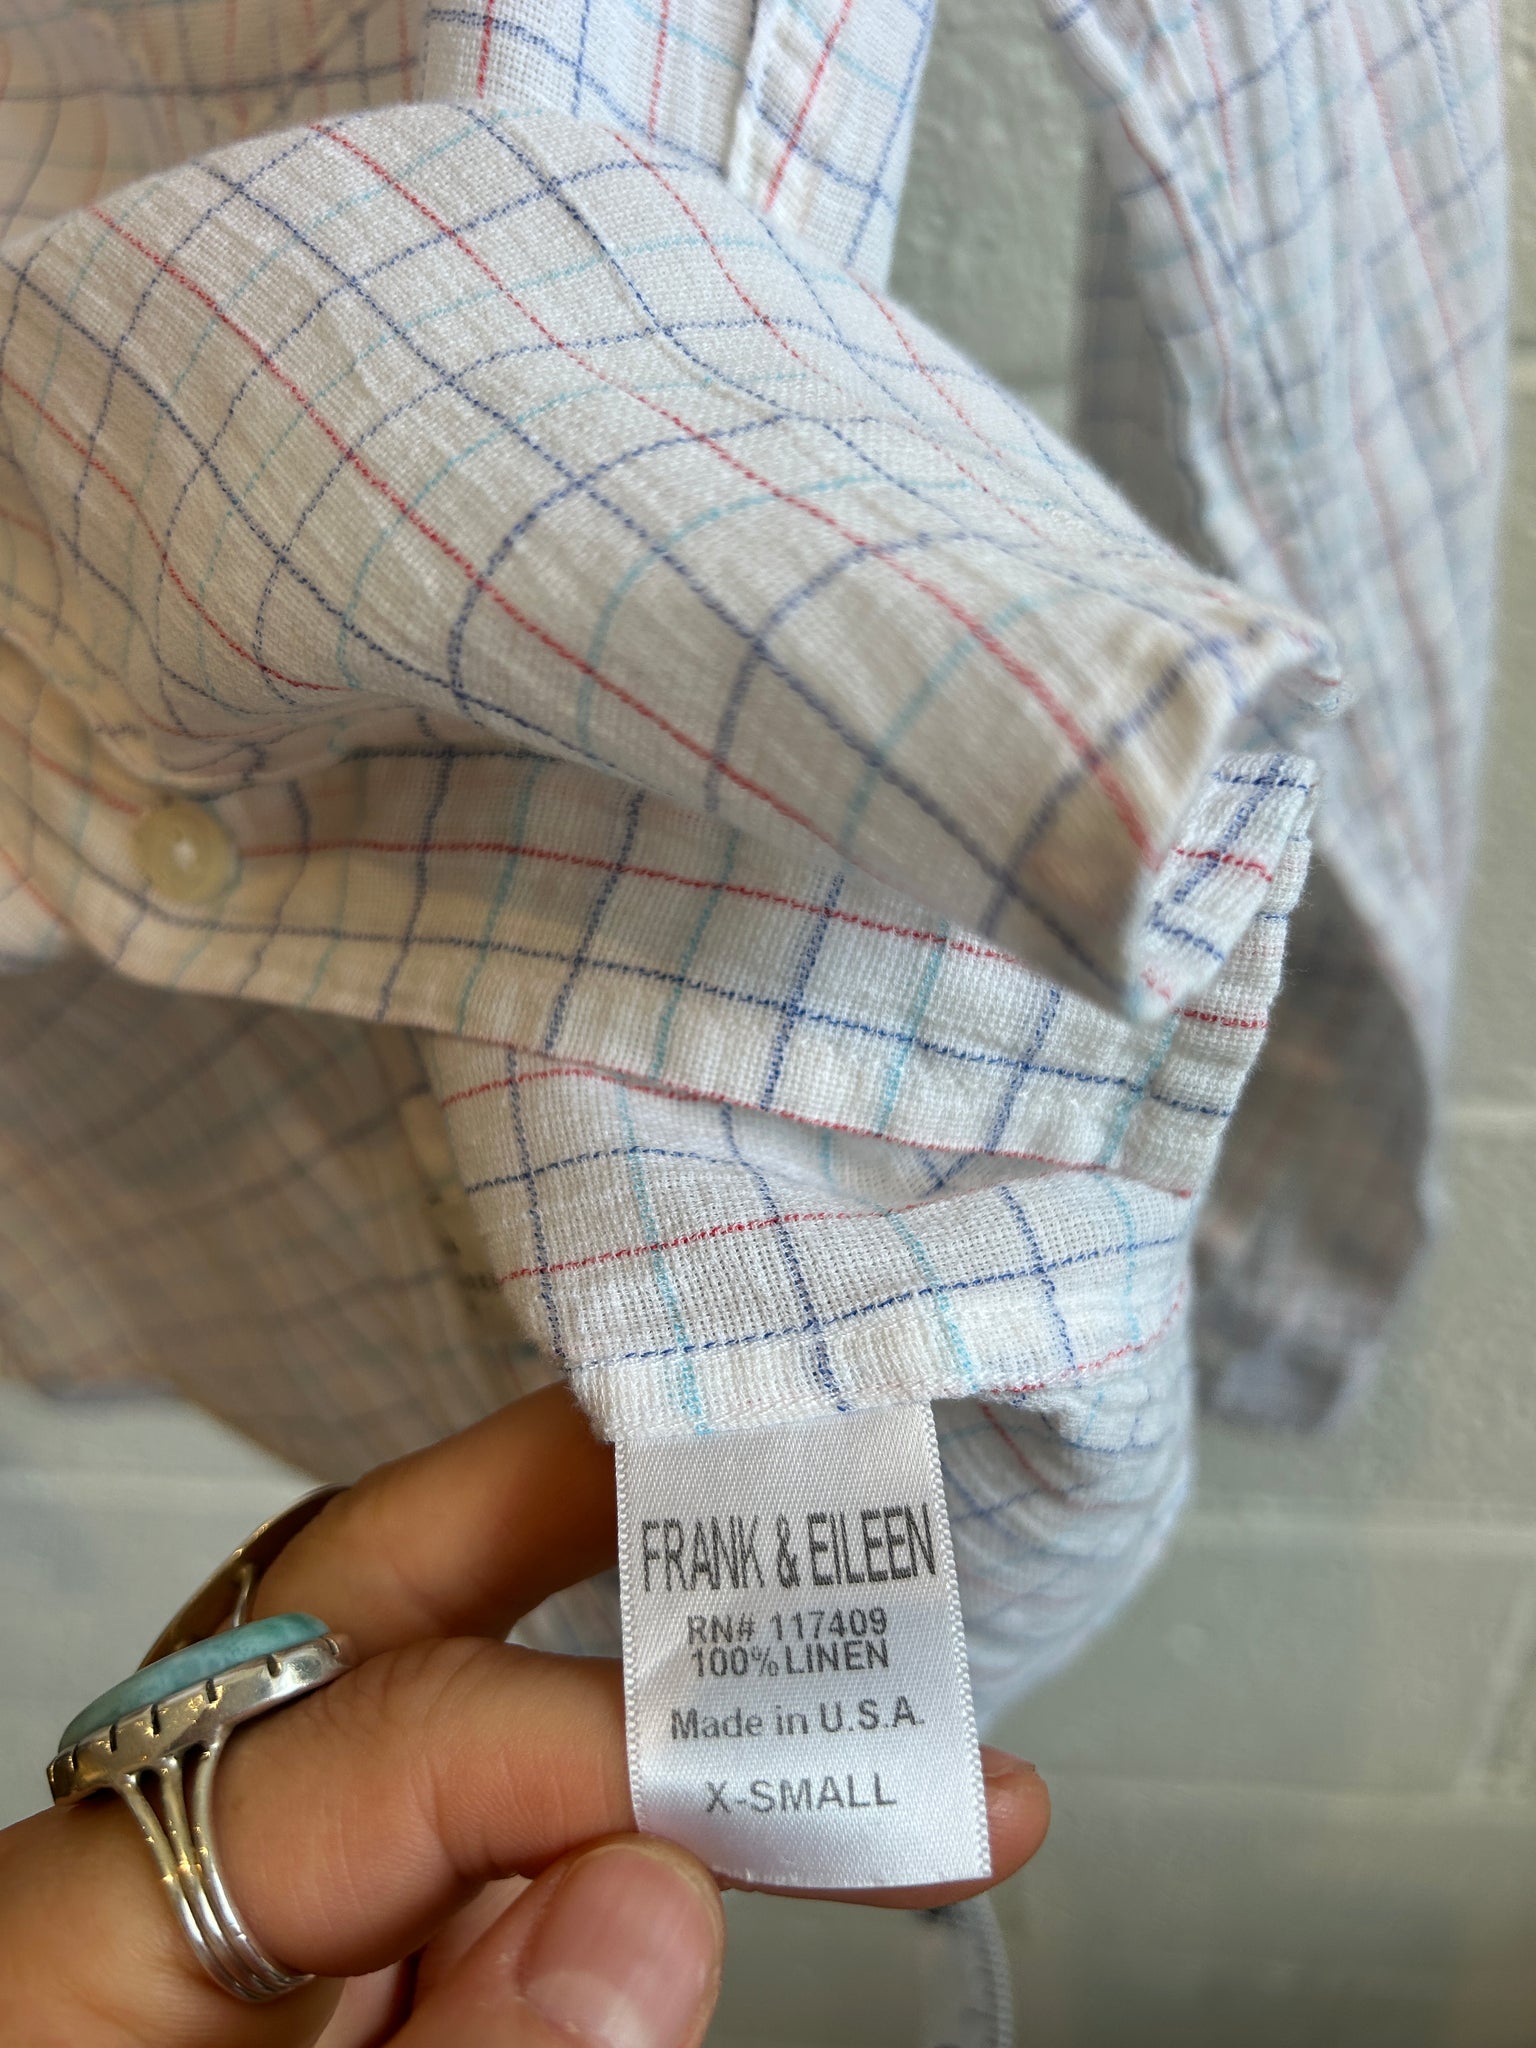 FRANK & EILEEN
RN# 117409
100% LINEN
Made in U.S.A.
X-SMALL